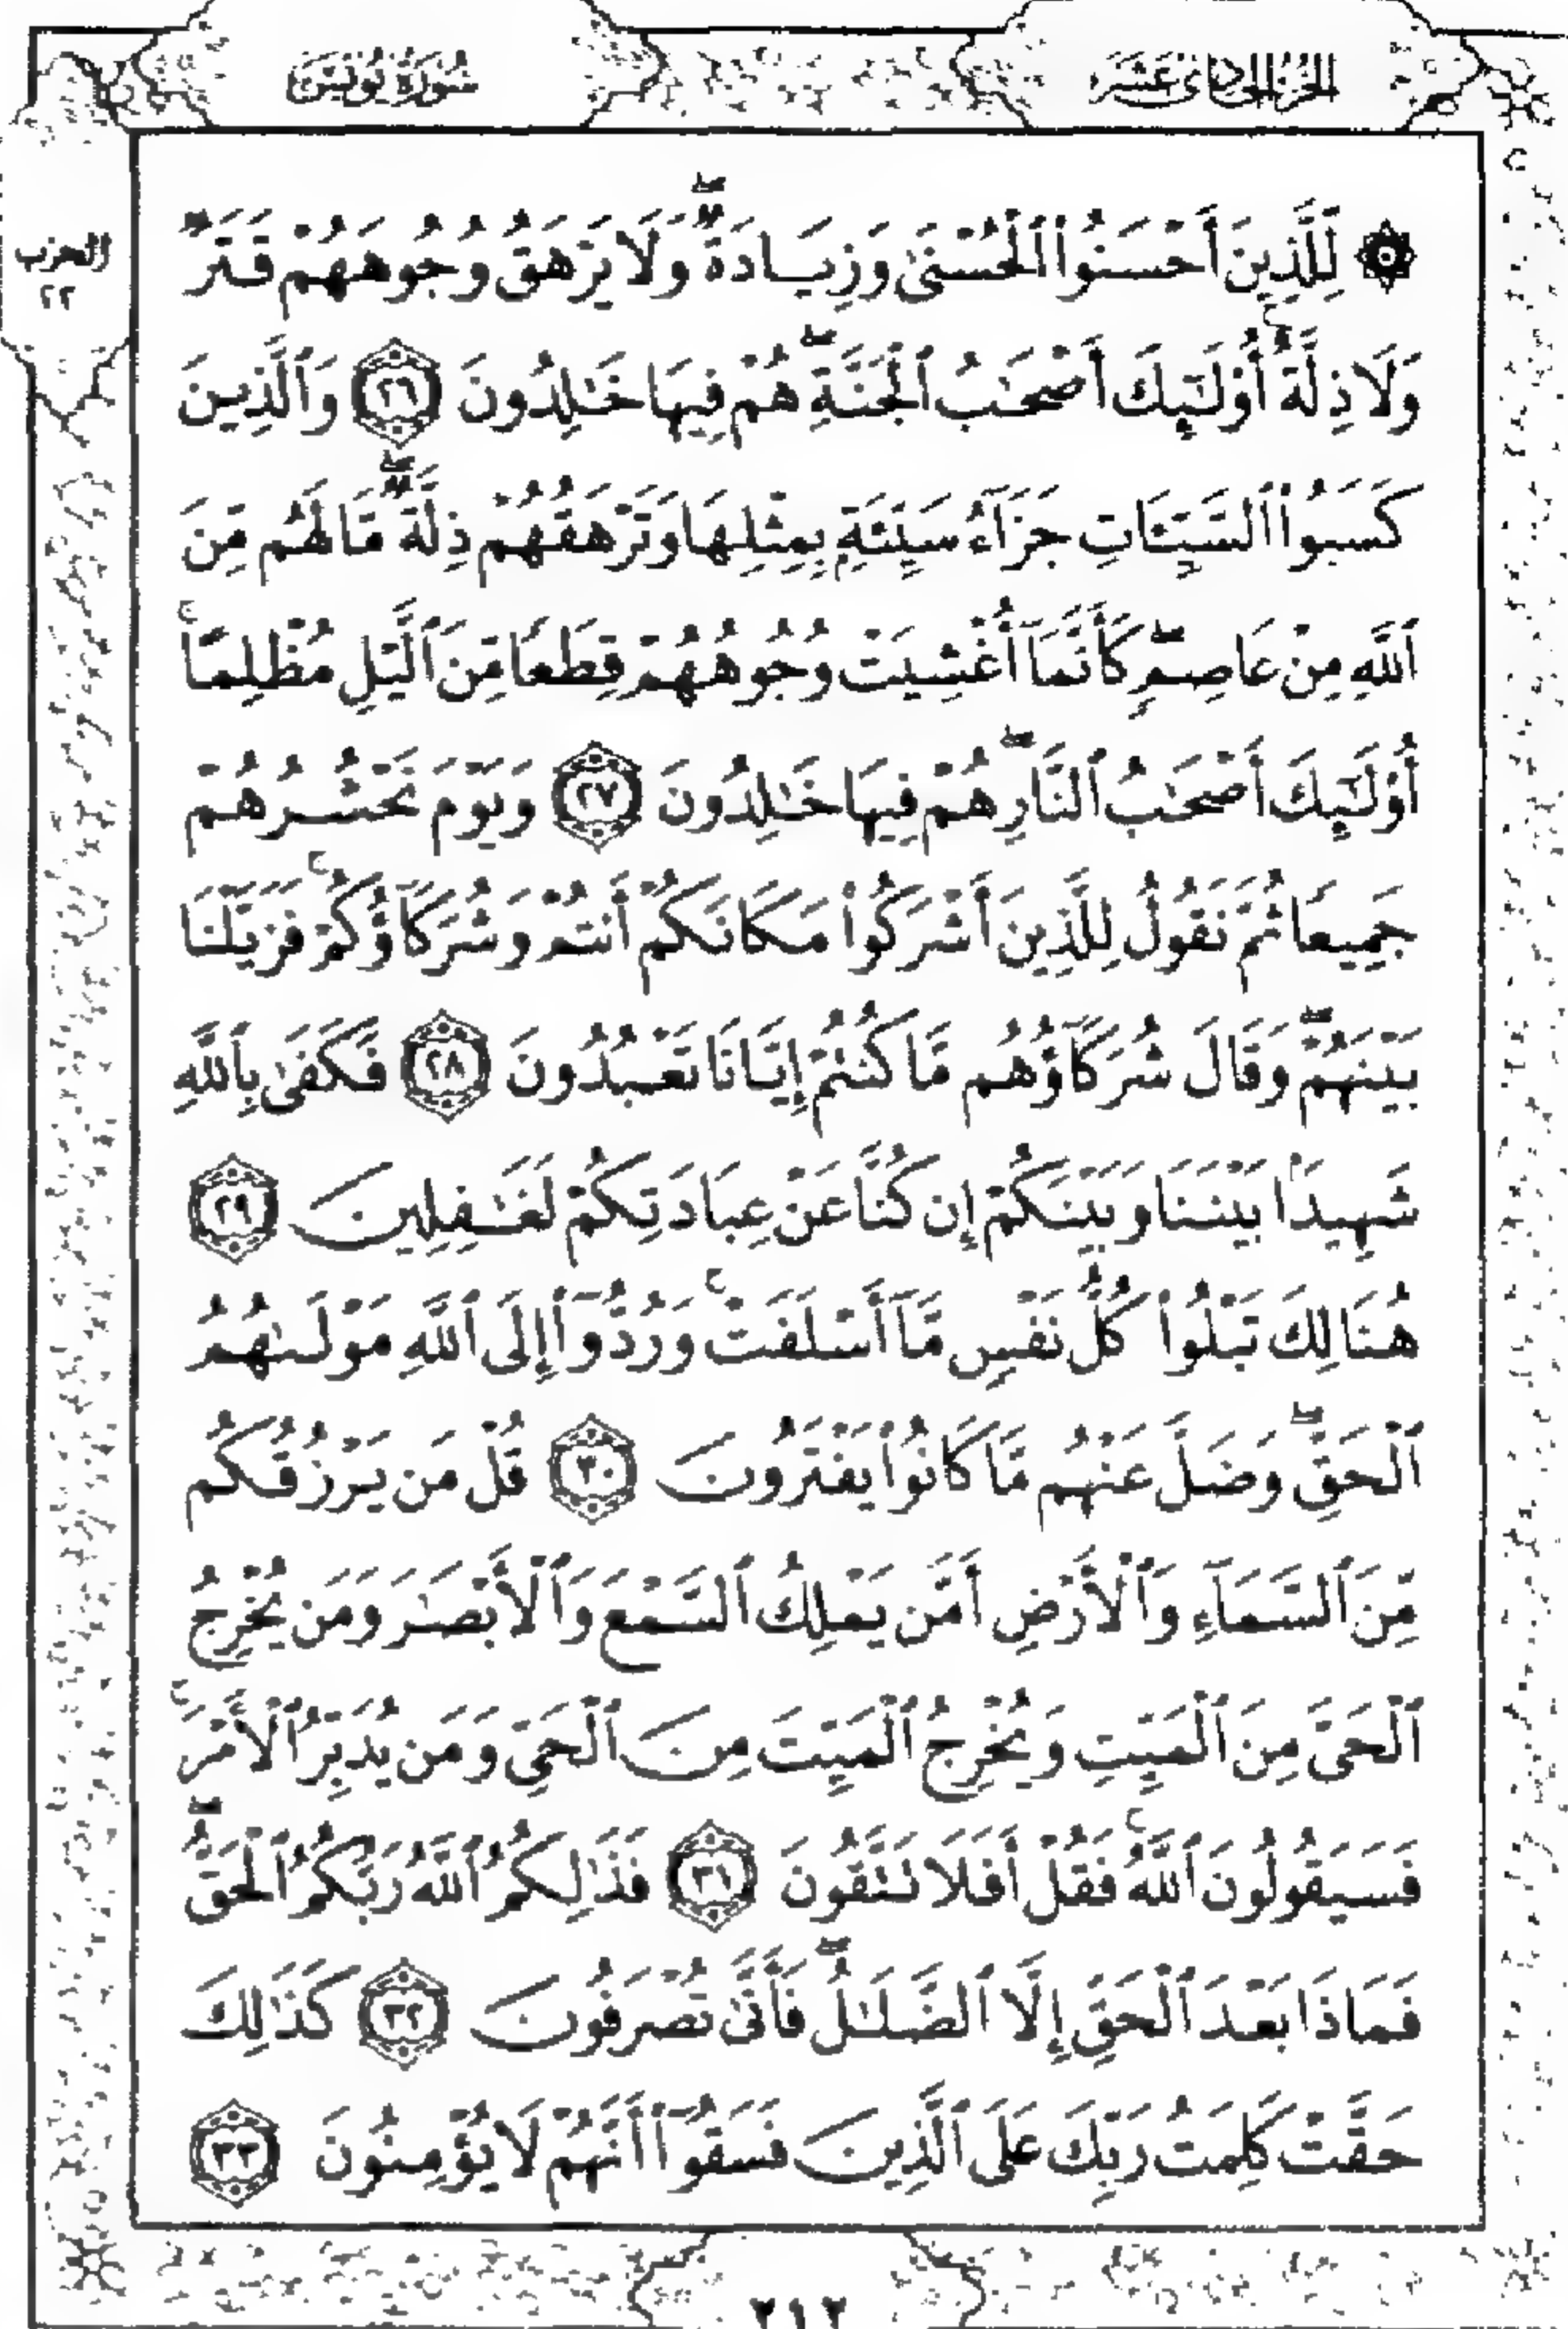 الجزء الحادي عشر
سورة يونس
الحزب
٢٢
۞ لِّلَّذِينَ أَحْسَنُوا۟ ٱلْحُسْنَىٰ وَزِيَادَةٌ ۖ وَلَا يَرْهَقُ وُجُوهَهُمْ قَتَرٌ
وَلَا ذِلَّةٌ ۚ أُو۟لَـٰٓئِكَ أَصْحَـٰبُ ٱلْجَنَّةِ ۖ هُمْ فِيهَا خَـٰلِدُونَ ٢٦ وَٱلَّذِينَ
كَسَبُوا۟ ٱلسَّيِّـَٔاتِ جَزَآءُ سَيِّئَةٍۭ بِمِثْلِهَا وَتَرْهَقُهُمْ ذِلَّةٌ ۖ مَّا لَهُم مِّنَ
ٱللَّهِ مِنْ عَاصِمٍ ۖ كَأَنَّمَآ أُغْشِيَتْ وُجُوهُهُمْ قِطَعًا مِّنَ ٱلَّيْلِ مُظْلِمًا ۚ
أُو۟لَـٰٓئِكَ أَصْحَـٰبُ ٱلنَّارِ ۖ هُمْ فِيهَا خَـٰلِدُونَ ٢٧ وَيَوْمَ نَحْشُرُهُمْ
جَمِيعًا ثُمَّ نَقُولُ لِلَّذِينَ أَشْرَكُوا۟ مَكَانَكُمْ أَنتُمْ وَشُرَكَآؤُكُمْ ۚ فَزَيَّلْنَا
بَيْنَهُمْ ۖ وَقَالَ شُرَكَآؤُهُم مَّا كُنتُمْ إِيَّانَا تَعْبُدُونَ ٢٨ فَكَفَىٰ بِٱللَّهِ
شَهِيدًۢا بَيْنَنَا وَبَيْنَكُمْ إِن كُنَّا عَنْ عِبَادَتِكُمْ لَغَـٰفِلِينَ ٢٩
هُنَالِكَ تَبْلُوا۟ كُلُّ نَفْسٍ مَّآ أَسْلَفَتْ ۚ وَرُدُّوٓا۟ إِلَى ٱللَّهِ مَوْلَىٰهُمُ
ٱلْحَقِّ ۖ وَضَلَّ عَنْهُم مَّا كَانُوا۟ يَفْتَرُونَ ٣٠ قُلْ مَن يَرْزُقُكُم
مِّنَ ٱلسَّمَآءِ وَٱلْأَرْضِ أَمَّن يَمْلِكُ ٱلسَّمْعَ وَٱلْأَبْصَـٰرَ وَمَن يُخْرِجُ
ٱلْحَىَّ مِنَ ٱلْمَيِّتِ وَيُخْرِجُ ٱلْمَيِّتَ مِنَ ٱلْحَىِّ وَمَن يُدَبِّرُ ٱلْأَمْرَ ۚ
فَسَيَقُولُونَ ٱللَّهُ ۚ فَقُلْ أَفَلَا تَتَّقُونَ ٣١ فَذَٰلِكُمُ ٱللَّهُ رَبُّكُمُ ٱلْحَقُّ ۖ
فَمَاذَا بَعْدَ ٱلْحَقِّ إِلَّا ٱلضَّلَـٰلُ ۖ فَأَنَّىٰ تُصْرَفُونَ ٣٢ كَذَٰلِكَ
حَقَّتْ كَلِمَتُ رَبِّكَ عَلَى ٱلَّذِينَ فَسَقُوٓا۟ أَنَّهُمْ لَا يُؤْمِنُونَ ٣٣
٢١٢